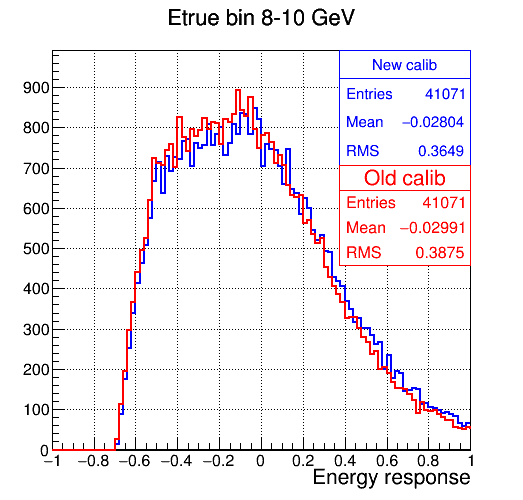 Etrue bin 8-10 GeV
New calib
Entries 41071
Mean −0.02804
RMS 0.3649
Old calib
Entries 41071
Mean −0.02991
RMS 0.3875
900
800
700
600
500
400
300
200
100
0
−1 −0.8 −0.6 −0.4 −0.2 0 0.2 0.4 0.6 0.8 1
Energy response